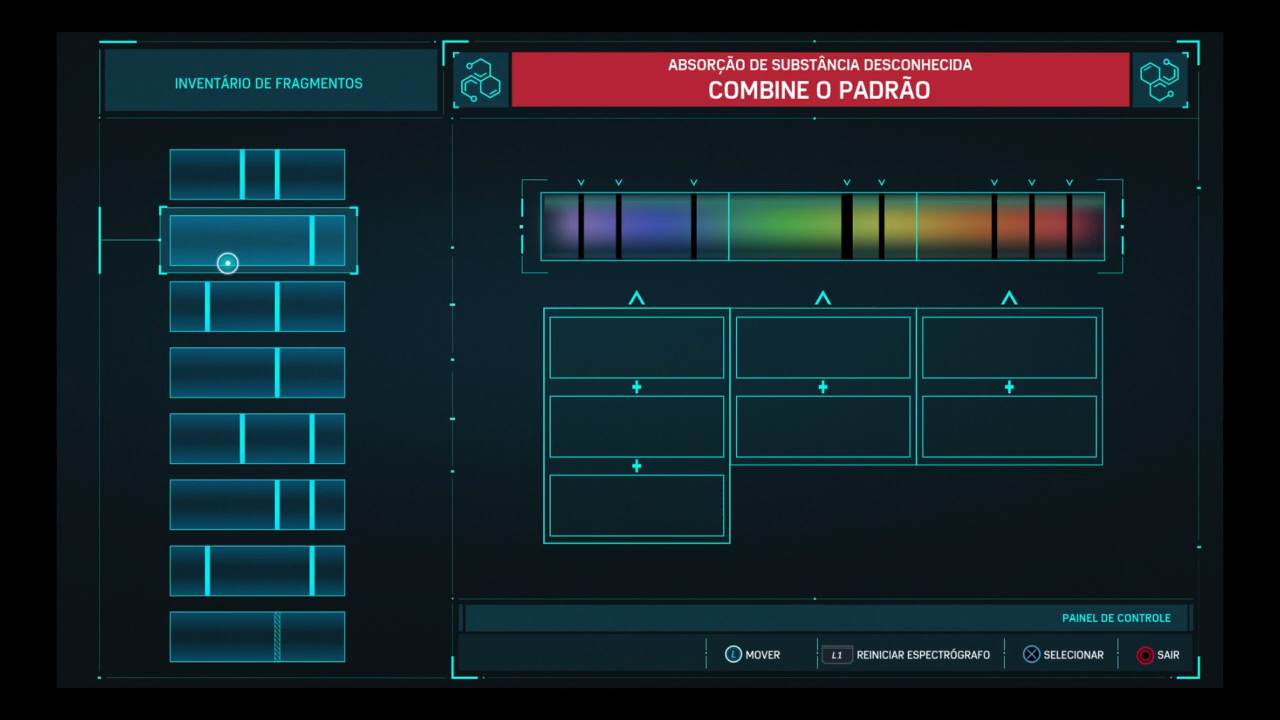 INVENTÁRIO DE FRAGMENTOS
ABSORÇÃO DE SUBSTÂNCIA DESCONHECIDA
COMBINE O PADRÃO
PAINEL DE CONTROLE
L MOVER
L1 REINICIAR ESPECTRÓGRAFO
SELECIONAR
SAIR